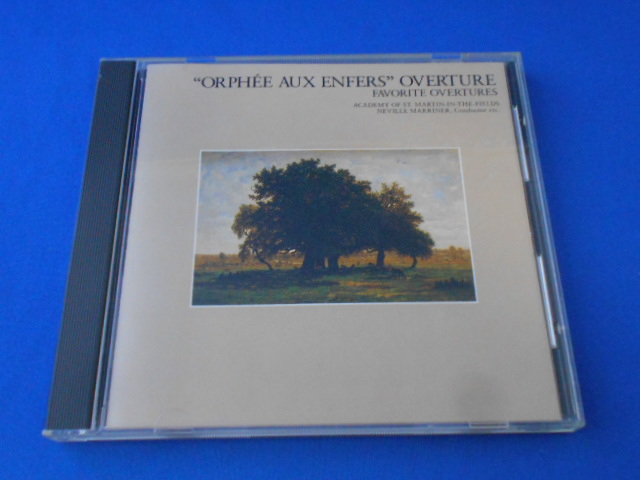 “ORPHÉE AUX ENFERS” OVERTURE
FAVORITE OVERTURES
ACADEMY OF ST. MARTIN-IN-THE-FIELDS
NEVILLE MARRINER, Conductor etc.